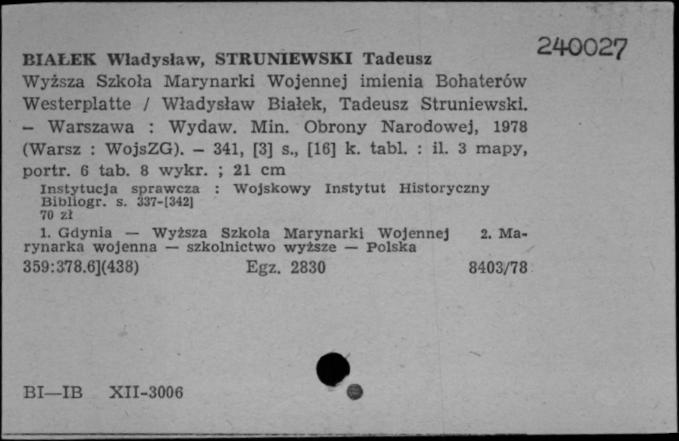 240027
BIAŁEK Władysław, STRUNIEWSKI Tadeusz
Wyższa Szkoła Marynarki Wojennej imienia Bohaterów
Westerplatte / Władysław Białek, Tadeusz Struniewski.
— Warszawa : Wydaw. Min. Obrony Narodowej, 1978
(Warsz : WojsZG). — 341, [3] s., [16] k. tabl. : il. 3 mapy,
portr. 6 tab. 8 wykr. ; 21 cm
Instytucja sprawcza : Wojskowy Instytut Historyczny
Bibliogr. s. 337-[342]
70 zł
1. Gdynia — Wyższa Szkoła Marynarki Wojennej 2. Ma-
rynarka wojenna — szkolnictwo wyższe — Polska
359:378.6](438) Egz. 2830 8403/78
BI—IB XII-3006